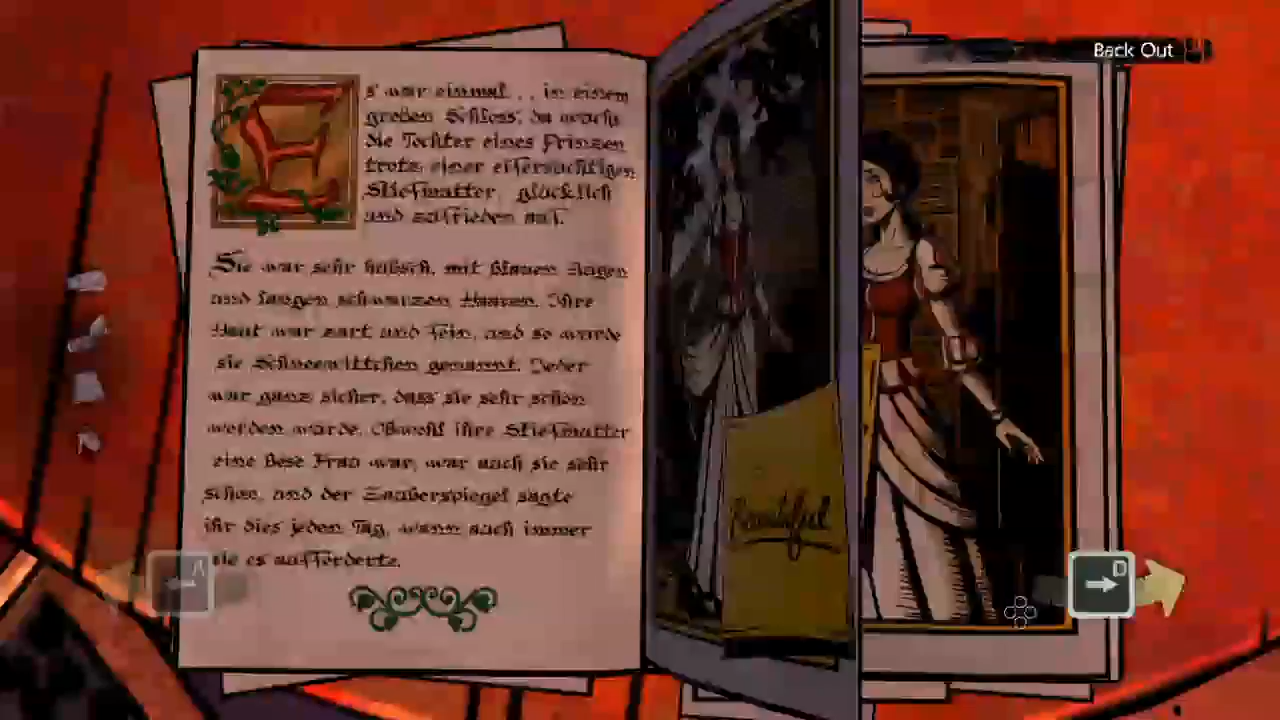 Back Out
Es war einmal... in einem
großen Schloss, da wuchs
die Tochter eines Prinzen
trotz einer eifersüchtigen
Stiefmutter, glücklich
und zufrieden auf.
Sie war sehr hübsch, mit blauen Augen
und langen schwarzen Haaren. Ihre
Haut war zart und fein, und so wurde
sie Schneewittchen genannt. Jeder
war ganz sicher, dass sie sehr schön
werden würde. Obwohl ihre Stiefmutter
eine böse Frau war, war auch sie sehr
schön, und der Zauberspiegel sagte
ihr dies jeden Tag, wann auch immer
sie es aufforderte.
Beautiful
A
D